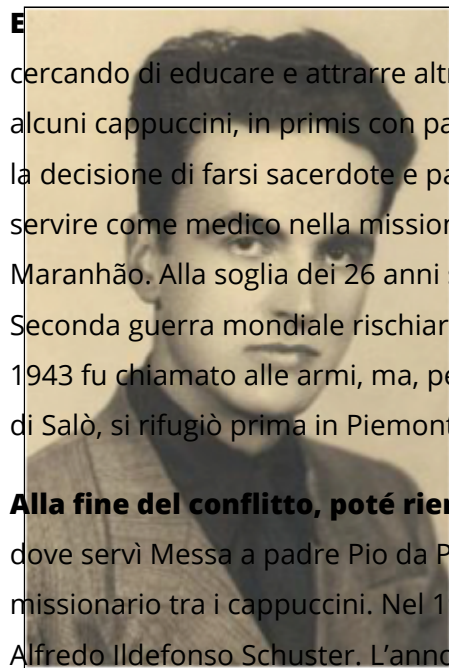 E
cercando di educare e attrarre altr
alcuni cappuccini, in primis con pa
la decisione di farsi sacerdote e pa
servire come medico nella mission
Maranhão. Alla soglia dei 26 anni s
Seconda guerra mondiale rischiar
1943 fu chiamato alle armi, ma, pe
di Salò, si rifugiò prima in Piemont
Alla fine del conflitto, poté rien
dove servì Messa a padre Pio da P
missionario tra i cappuccini. Nel 1
Alfredo Ildefonso Schuster. L’anno